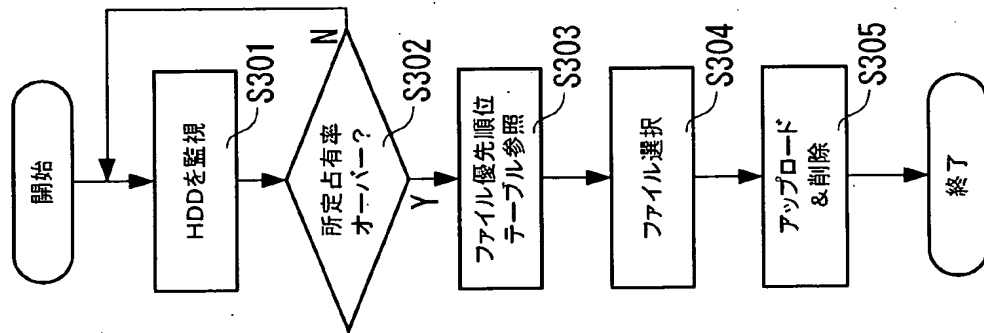 開始
HDDを監視
S301
所定占有率
オーバー?
N
S302
Y
ファイル優先順位
テーブル参照
S303
ファイル選択
S304
アップロード
&削除
S305
終了